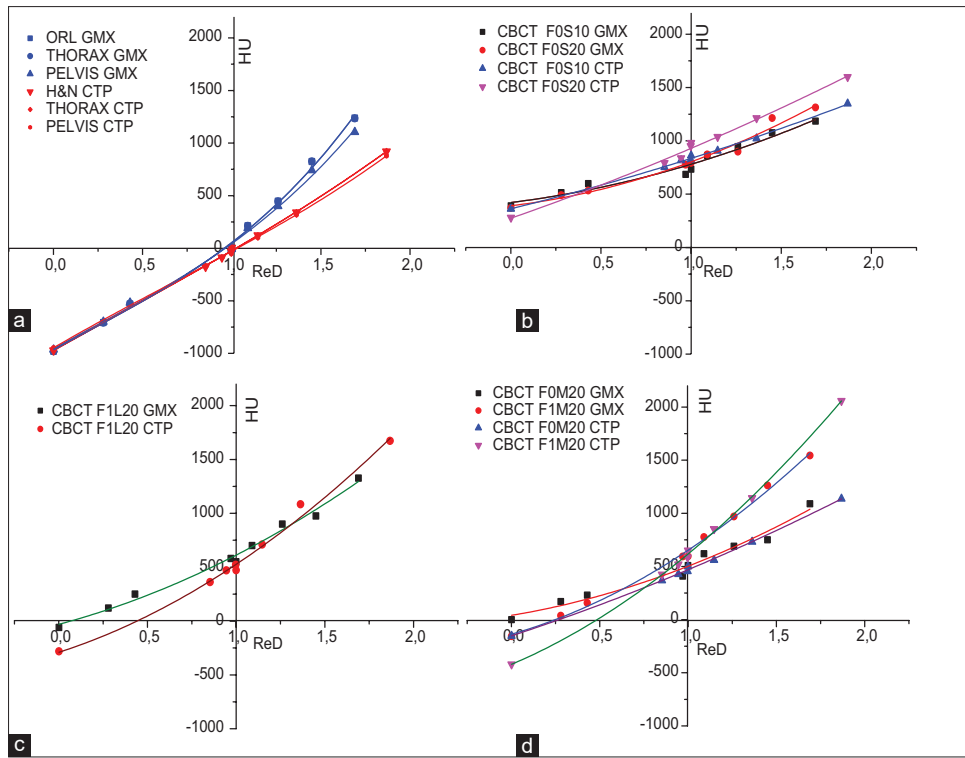 ORL GMX
THORAX GMX
PELVIS GMX
H&N CTP
THORAX CTP
PELVIS CTP
HU
2000
1500
1250
1000
750
500
250
0
-500
-1000
0,0
0,5
1,0
1,5
2,0
ReD
a
CBCT F0S10 GMX
CBCT F0S20 GMX
CBCT F0S10 CTP
CBCT F0S20 CTP
HU
2000
1500
1250
1000
750
500
250
0
-500
-1000
0,0
0,5
1,0
1,5
2,0
ReD
b
CBCT F1L20 GMX
CBCT F1L20 CTP
HU
2000
1500
1000
500
0
-500
-1000
0,0
0,5
1,0
1,5
2,0
ReD
c
CBCT F0M20 GMX
CBCT F1M20 GMX
CBCT F0M20 CTP
CBCT F1M20 CTP
HU
2000
1500
1000
500
0
-500
-1000
0,0
0,5
1,0
1,5
2,0
ReD
d